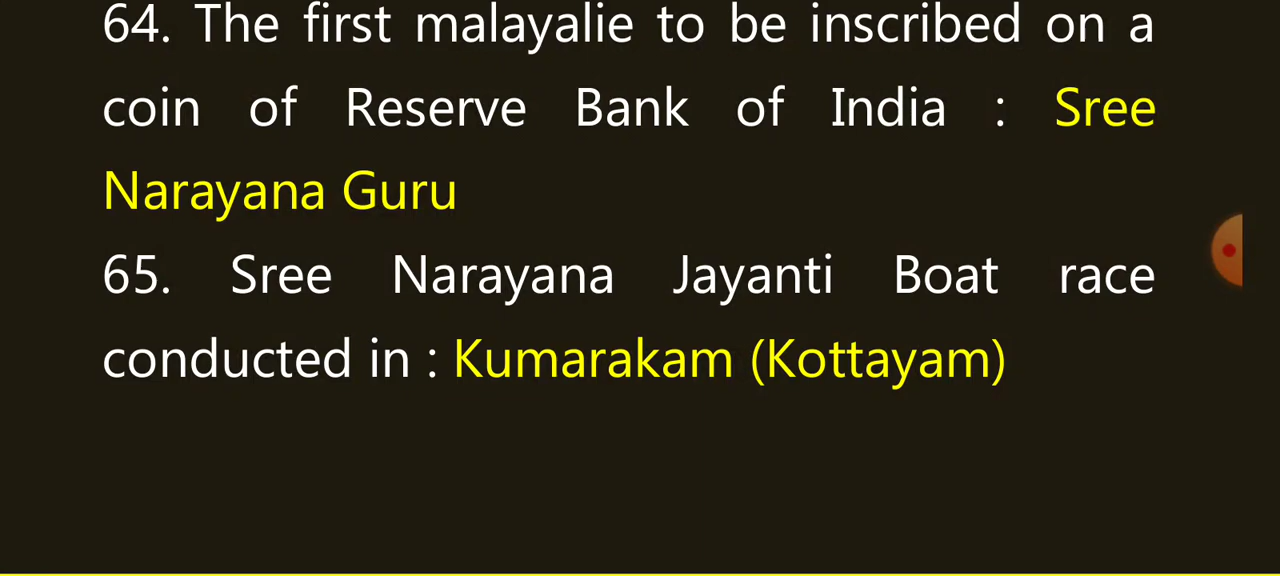 64. The first malayalie to be inscribed on a
coin of Reserve Bank of India : Sree
Narayana Guru
65. Sree Narayana Jayanti Boat race
conducted in : Kumarakam (Kottayam)